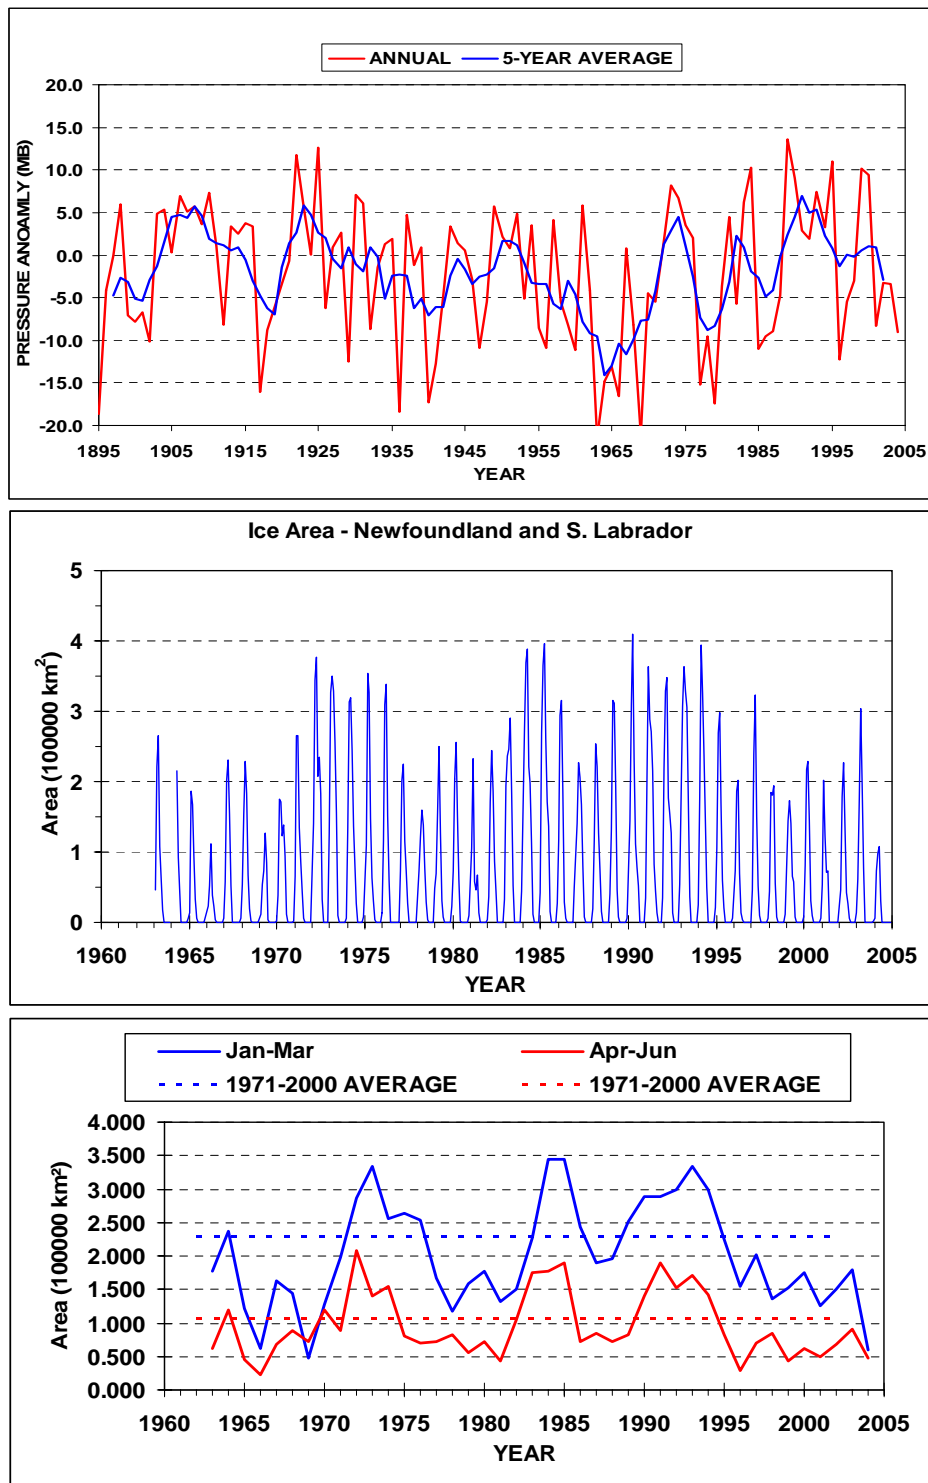 ANNUAL 5-YEAR AVERAGE
20.0
15.0
10.0
5.0
0.0
-5.0
-10.0
-15.0
-20.0
PRESSURE ANOAMLY (MB)
1895 1905 1915 1925 1935 1945 1955 1965 1975 1985 1995 2005
YEAR
Ice Area - Newfoundland and S. Labrador
5
4
3
2
1
0
Area (100000 km²)
1960 1965 1970 1975 1980 1985 1990 1995 2000 2005
YEAR
Jan-Mar Apr-Jun
1971-2000 AVERAGE 1971-2000 AVERAGE
4.000
3.500
3.000
2.500
2.000
1.500
1.000
0.500
0.000
Area (100000 km²)
1960 1965 1970 1975 1980 1985 1990 1995 2000 2005
YEAR